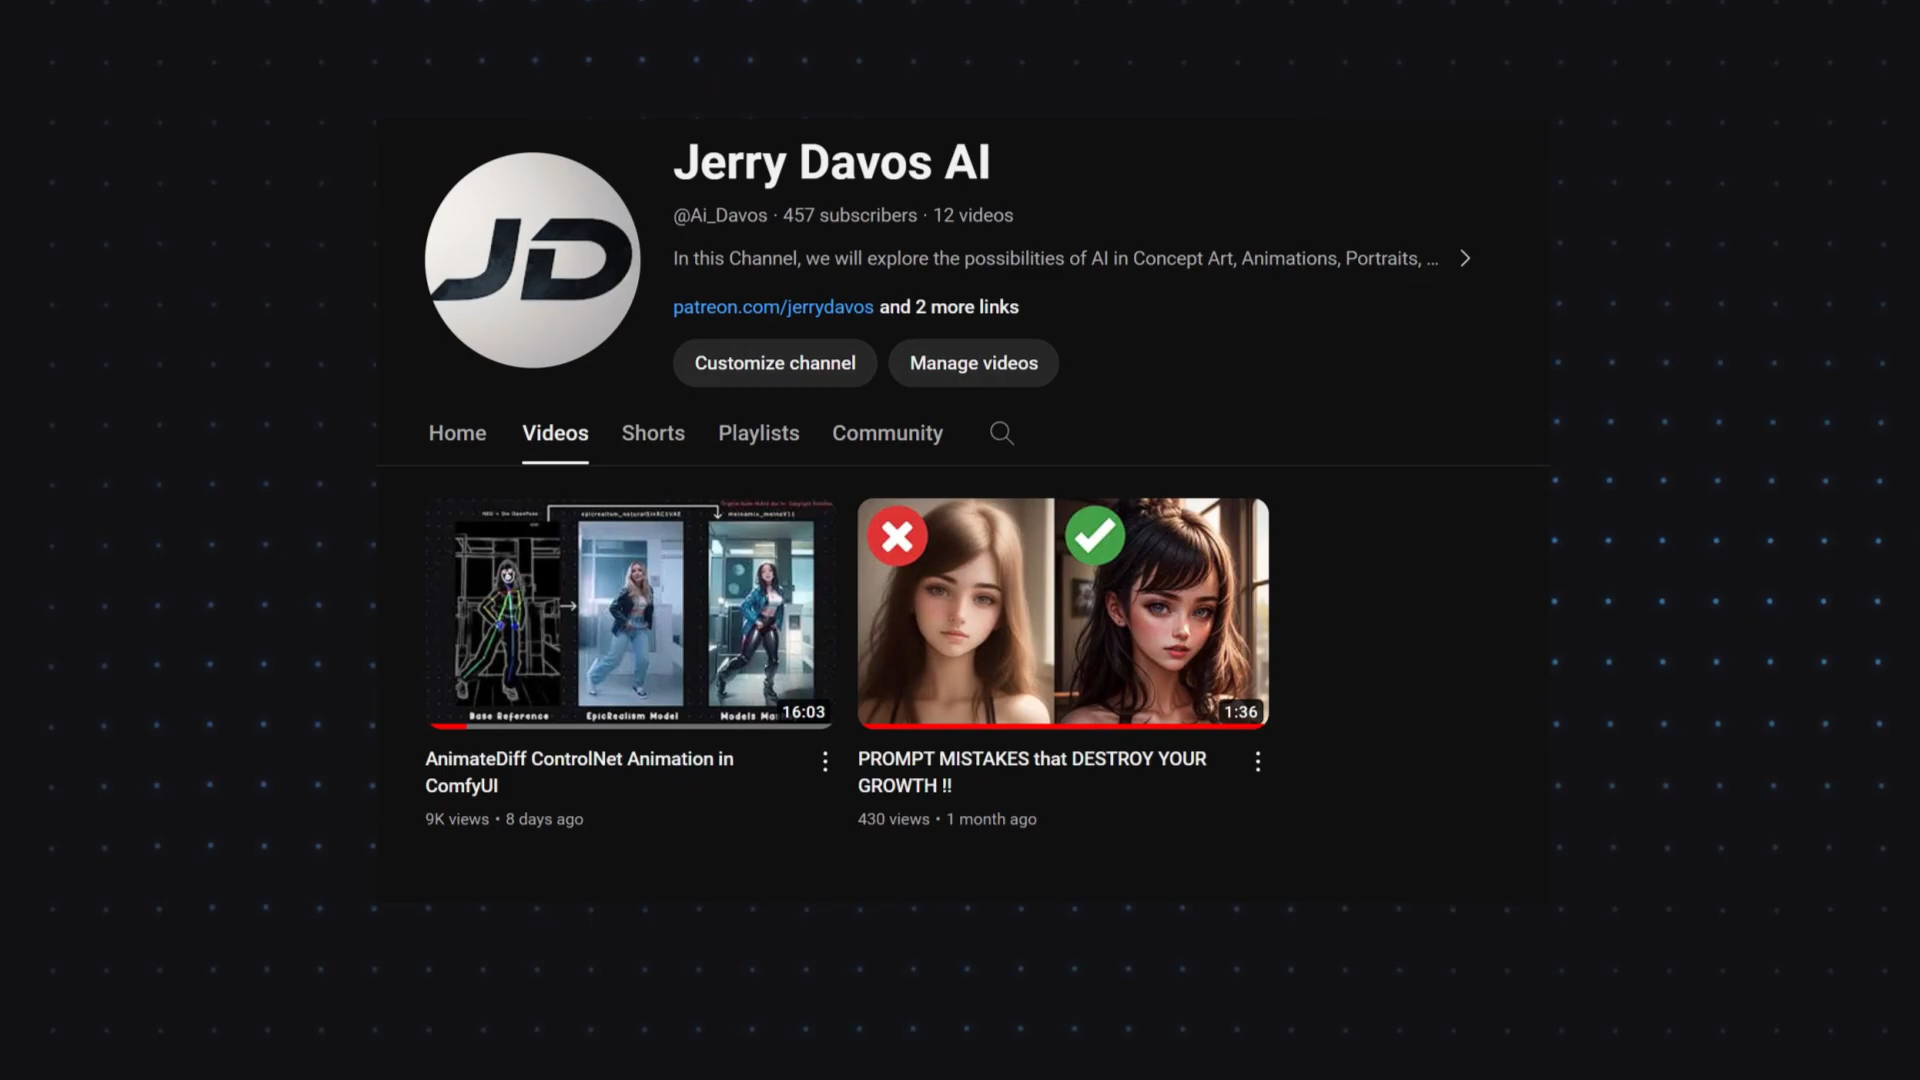 Jerry Davos AI
@Ai_Davos · 457 subscribers · 12 videos
In this Channel, we will explore the possibilities of AI in Concept Art, Animations, Portraits, ...
patreon.com/jerrydavos and 2 more links
Customize channel Manage videos
Home Videos Shorts Playlists Community
JD
epicrealism_naturalSinRC1VAE
Base Reference EpicRealism Model Models
16:03
1:36
AnimateDiff ControlNet Animation in
ComfyUI
9K views • 8 days ago
PROMPT MISTAKES that DESTROY YOUR
GROWTH !!
430 views • 1 month ago